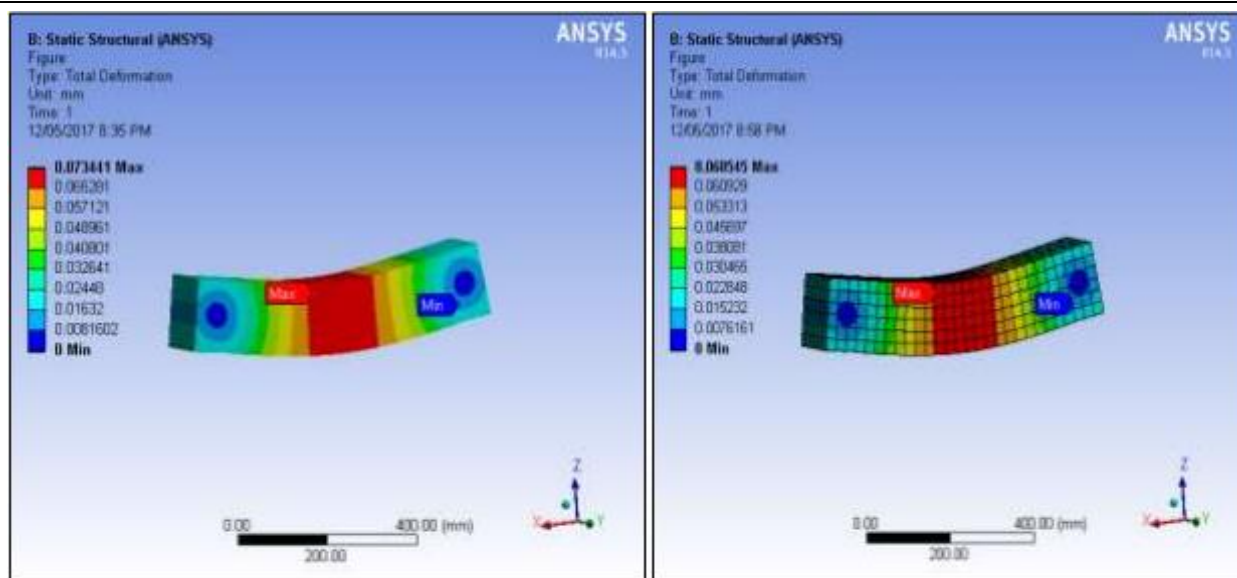 B: Static Structural (ANSYS)
Figure
Type: Total Deformation
Unit: mm
Time: 1
12/05/2017 8:35 PM
ANSYS
R14.5
0.073441 Max
0.065281
0.057121
0.048961
0.040801
0.032641
0.02448
0.01632
0.0081602
0 Min
Max
Min
Z
X
Y
0.00
400.00 (mm)
200.00
B: Static Structural (ANSYS)
Figure
Type: Total Deformation
Unit: mm
Time: 1
12/05/2017 8:58 PM
ANSYS
R14.5
0.068545 Max
0.060929
0.053313
0.045697
0.038081
0.030465
0.022848
0.015232
0.0076161
0 Min
Max
Min
Z
X
Y
0.00
400.00 (mm)
200.00